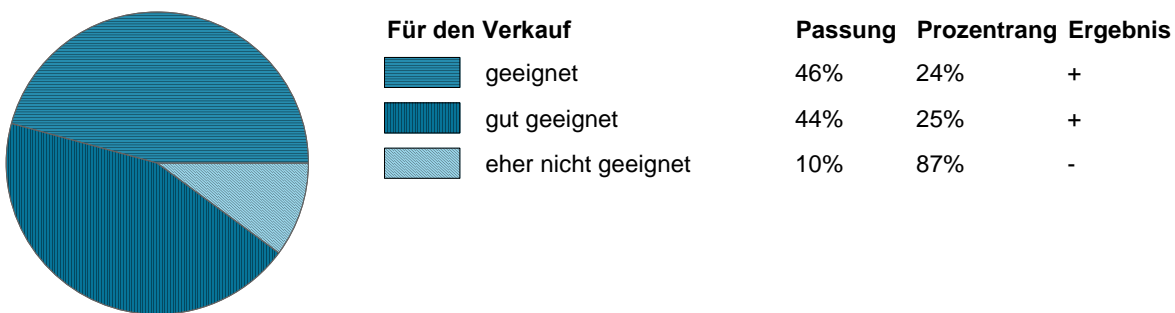 Für den Verkauf Passung Prozentrang Ergebnis
geeignet 46% 24% +
gut geeignet 44% 25% +
eher nicht geeignet 10% 87% -